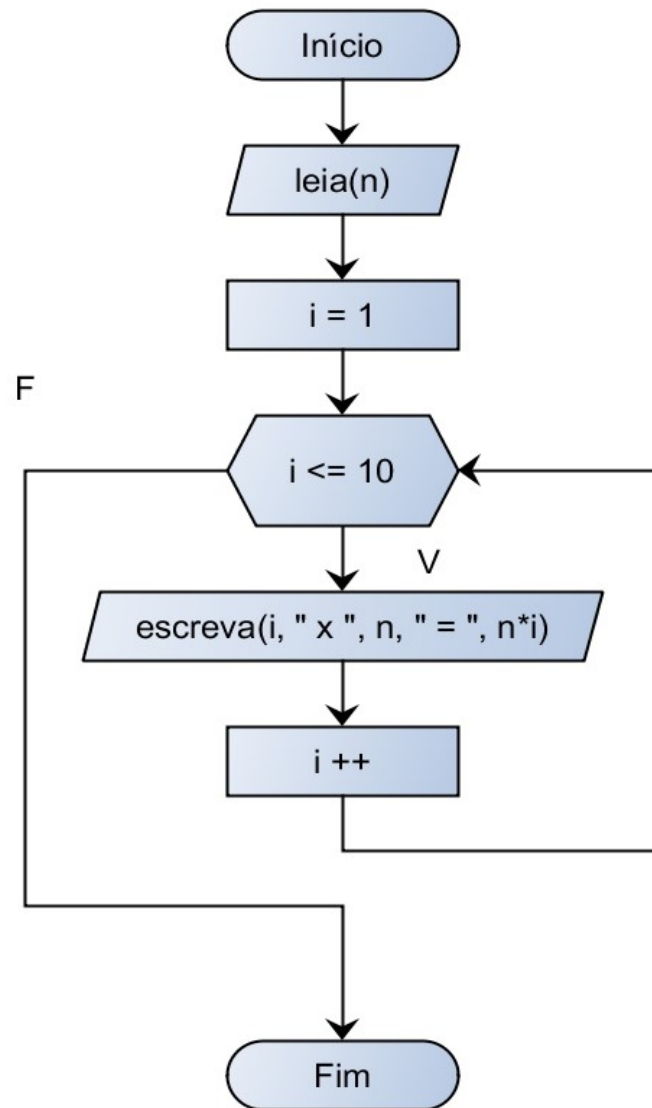 Início
leia(n)
i = 1
F
i <= 10
V
escreva(i, " x ", n, " = ", n*i)
i ++
Fim